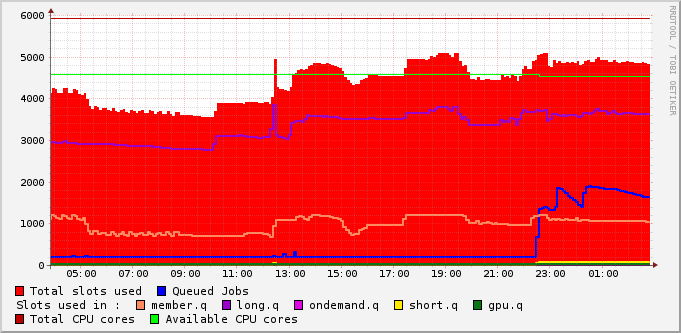 RRDTOOL / TOBI OETIKER
6000
5000
4000
3000
2000
1000
0
05:00 07:00 09:00 11:00 13:00 15:00 17:00 19:00 21:00 23:00 01:00
Total slots used Queued Jobs
Slots used in : member.q long.q ondemand.q short.q gpu.q
Total CPU cores Available CPU cores